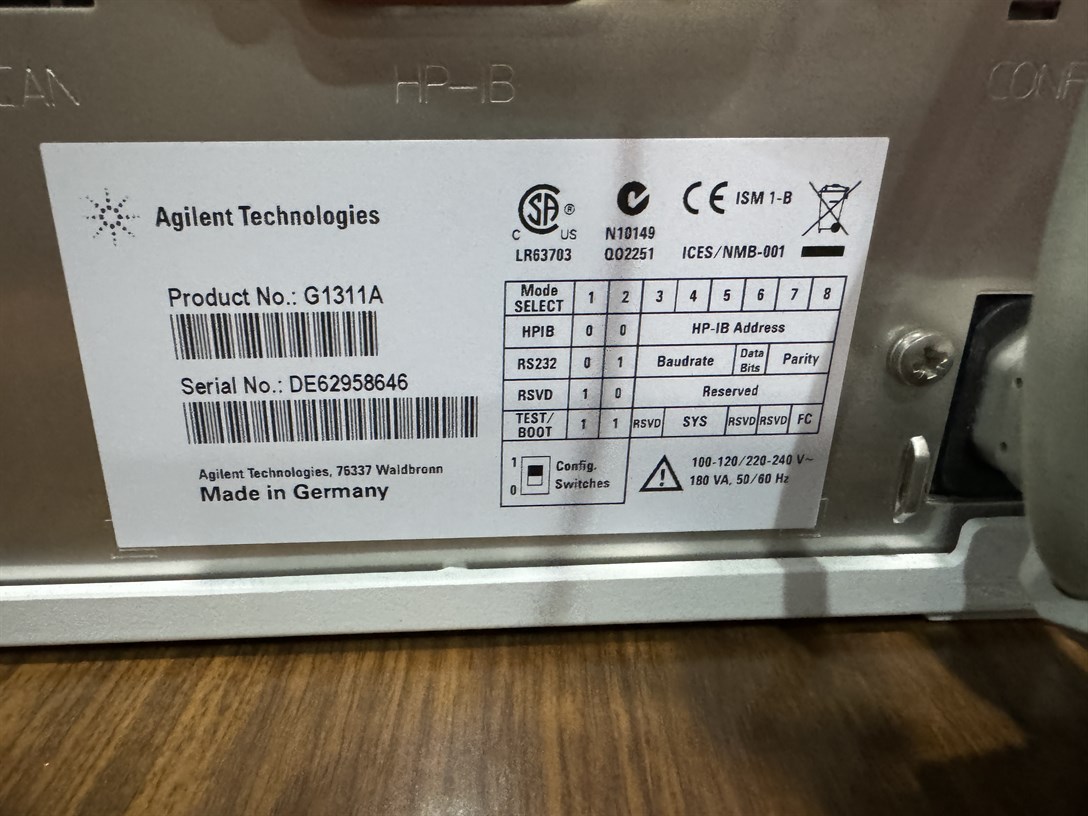 CAN
HP-IB
CONF
Agilent Technologies
Product No.: G1311A
Serial No.: DE62958646
Agilent Technologies, 76337 Waldbronn
Made in Germany
SA ®
C US
LR63703
N10149
Q02251
CE ISM 1-B
ICES/NMB-001
Mode SELECT 1 2 3 4 5 6 7 8
HPIB 0 0 HP-IB Address
RS232 0 1 Baudrate Data Bits Parity
RSVD 1 0 Reserved
TEST/ BOOT 1 1 RSVD SYS RSVD RSVD FC
1 Config.
0 Switches
100-120/220-240 V~
180 VA, 50/60 Hz